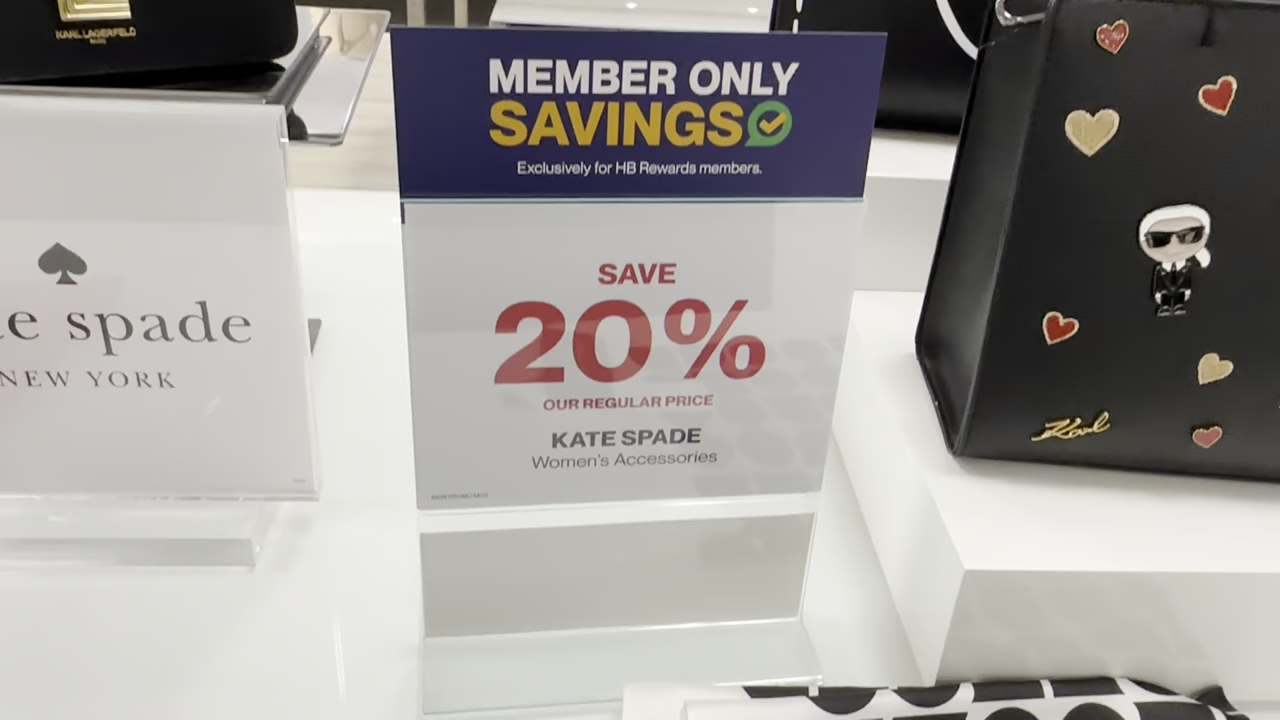 KARL LAGERFELD
MEMBER ONLY
SAVINGS
Exclusively for HB Rewards members.
SAVE
20%
OUR REGULAR PRICE
KATE SPADE
Women's Accessories
e spade
NEW YORK
Karl